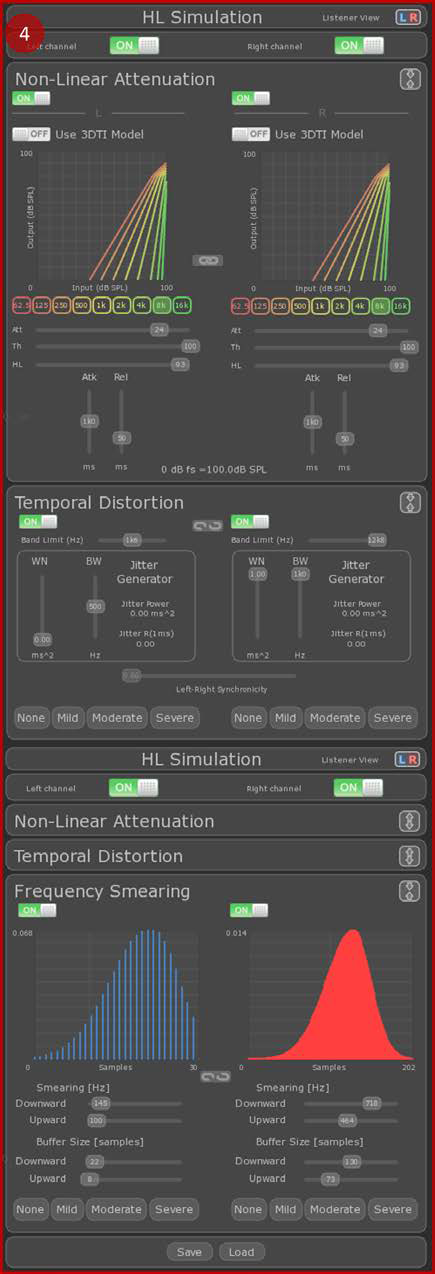 HL Simulation Listener View L R
4
Left channel ON Right channel ON
Non-Linear Attenuation
ON ON
L R
OFF Use 3DTI Model OFF Use 3DTI Model
100 100
Output (dB SPL) Output (dB SPL)
0 Input (dB SPL) 100 0 Input (dB SPL) 100
62.5 125 250 500 1k 2k 4k 8k 16k 62.5 125 250 500 1k 2k 4k 8k 16k
Att 24 Att 24
Th 100 Th 100
HL 93 HL 93
Atk Rel Atk Rel
1k0 50 1k0 50
ms ms ms ms
0 dB fs =100.0dB SPL
Temporal Distortion
ON ON
Band Limit (Hz) 1k6 Band Limit (Hz) 12k8
WN BW Jitter Generator WN BW Jitter Generator
0.00 500 1.00 1k0
Jitter Power Jitter Power
0.00 ms^2 0.00 ms^2
Jitter R(1ms) Jitter R(1ms)
0.00 0.00
ms^2 Hz ms^2 Hz
Left-Right Synchronicity
None Mild Moderate Severe None Mild Moderate Severe
HL Simulation Listener View L R
Left channel ON Right channel ON
Non-Linear Attenuation
Temporal Distortion
Frequency Smearing
ON ON
0.068 0.014
0 Samples 30 0 Samples 202
Smearing [Hz] Smearing [Hz]
Downward 145 Downward 718
Upward 100 Upward 464
Buffer Size [samples] Buffer Size [samples]
Downward 22 Downward 130
Upward 8 Upward 73
None Mild Moderate Severe None Mild Moderate Severe
Save Load